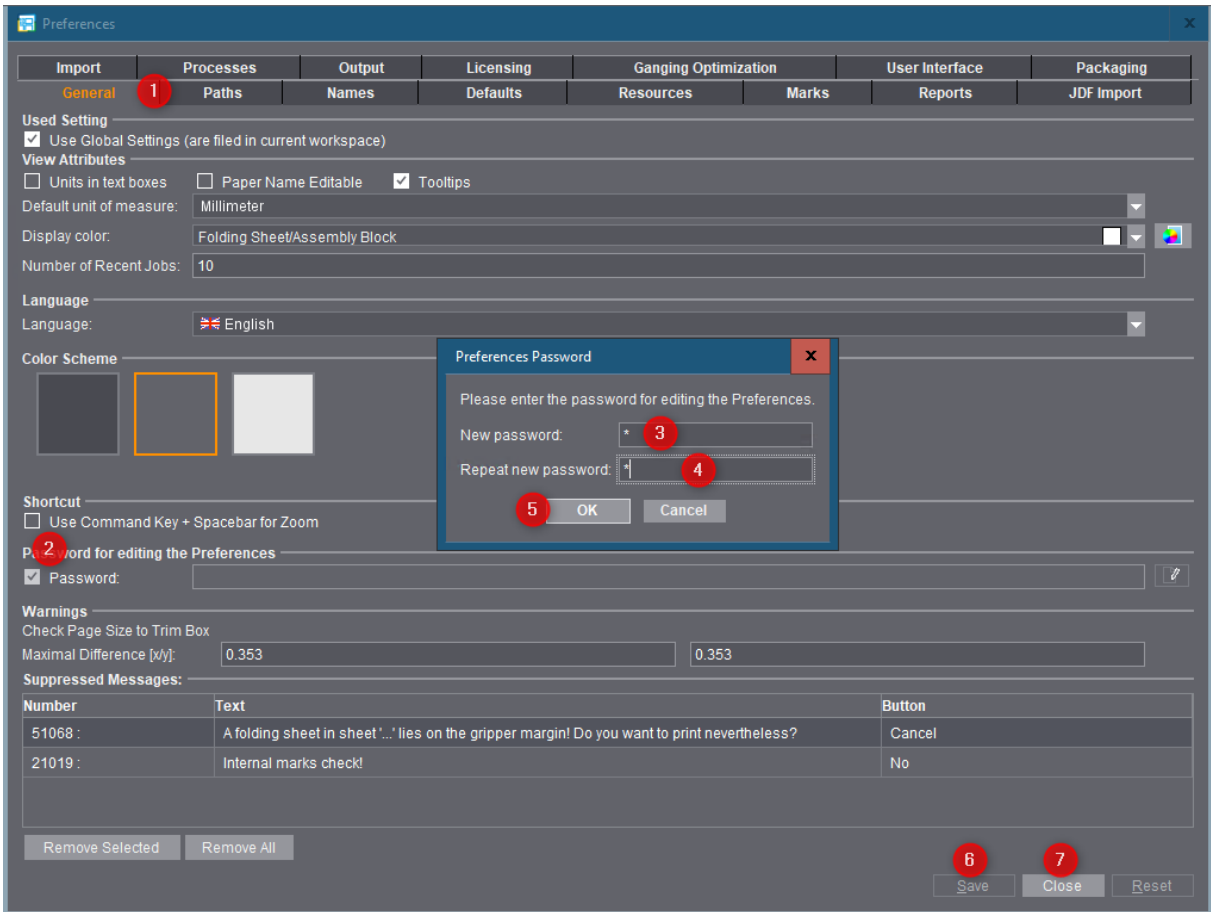 Preferences
x
Import Processes Output Licensing Ganging Optimization User Interface Packaging
General 1 Paths Names Defaults Resources Marks Reports JDF Import
Used Setting
Use Global Settings (are filed in current workspace)
View Attributes
Units in text boxes Paper Name Editable Tooltips
Default unit of measure: Millimeter
Display color: Folding Sheet/Assembly Block
Number of Recent Jobs: 10
Language
Language: English
Color Scheme
Preferences Password x
Please enter the password for editing the Preferences.
New password: * 3
Repeat new password: * 4
5 OK Cancel
Shortcut
Use Command Key + Spacebar for Zoom
2
Password for editing the Preferences
Password:
Warnings
Check Page Size to Trim Box
Maximal Difference [x/y]: 0.353 0.353
Suppressed Messages:
Number Text Button
51068 : A folding sheet in sheet '...' lies on the gripper margin! Do you want to print nevertheless? Cancel
21019 : Internal marks check! No
Remove Selected Remove All
6 7
Save Close Reset